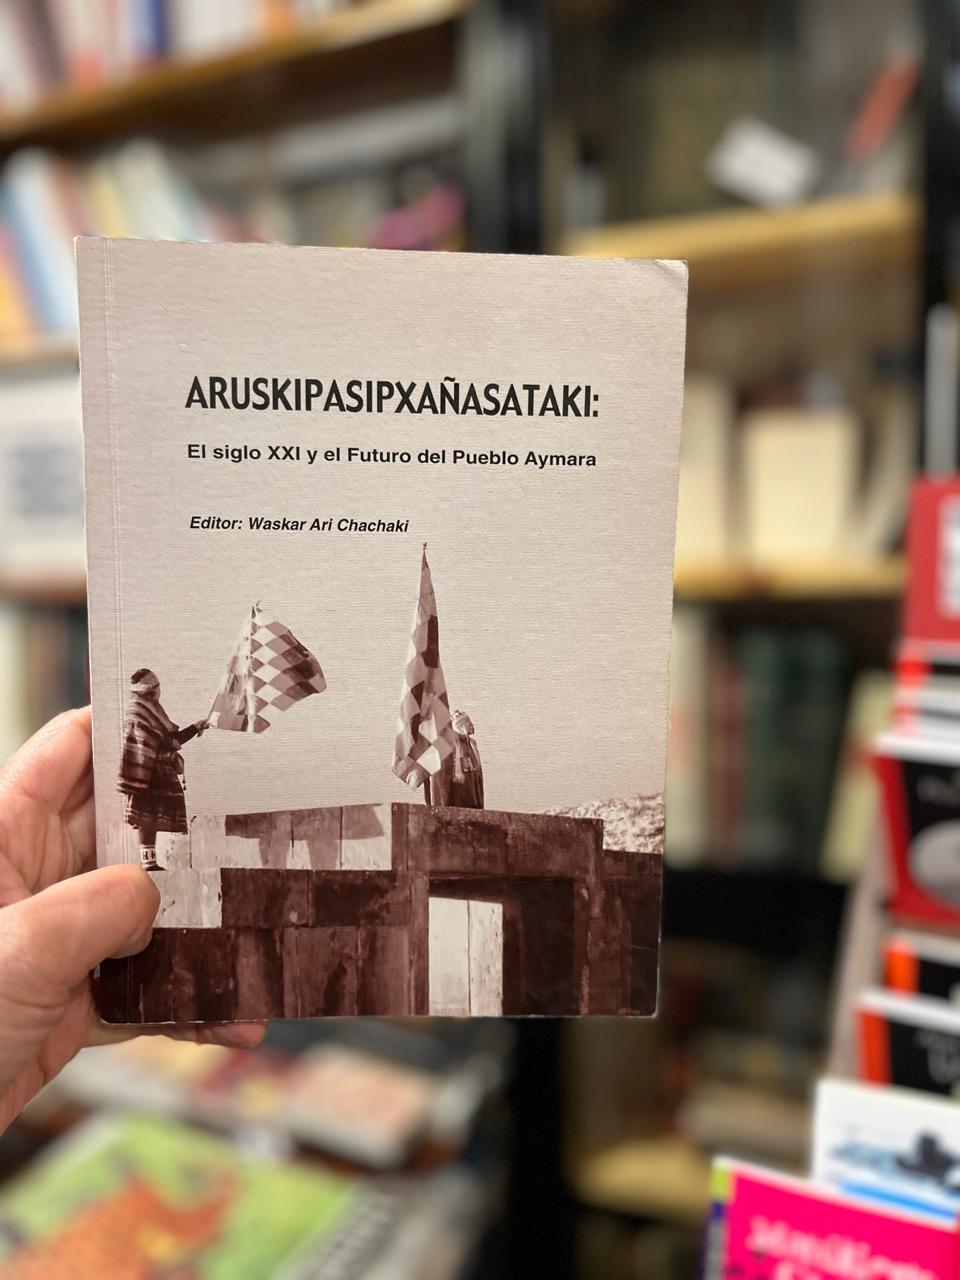 ARUSKIPASIPXAÑASATAKI:
El siglo XXI y el Futuro del Pueblo Aymara
Editor: Waskar Ari Chachaki